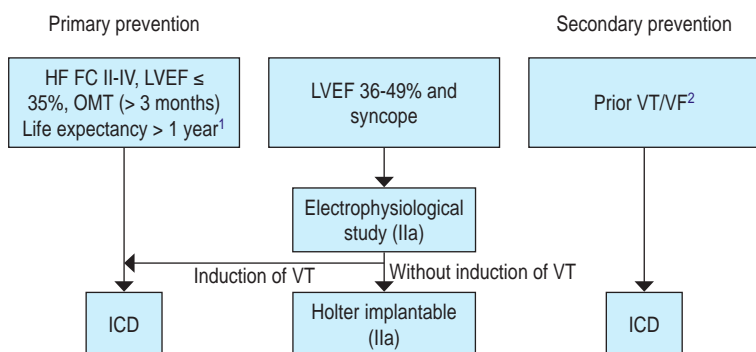 Primary prevention
Secondary prevention
HF FC II-IV, LVEF ≤
35%, OMT (> 3 months)
Life expectancy > 1 year¹
LVEF 36-49% and
syncope
Prior VT/VF²
Electrophysiological
study (IIa)
Induction of VT
Without induction of VT
ICD
Holter implantable
(IIa)
ICD